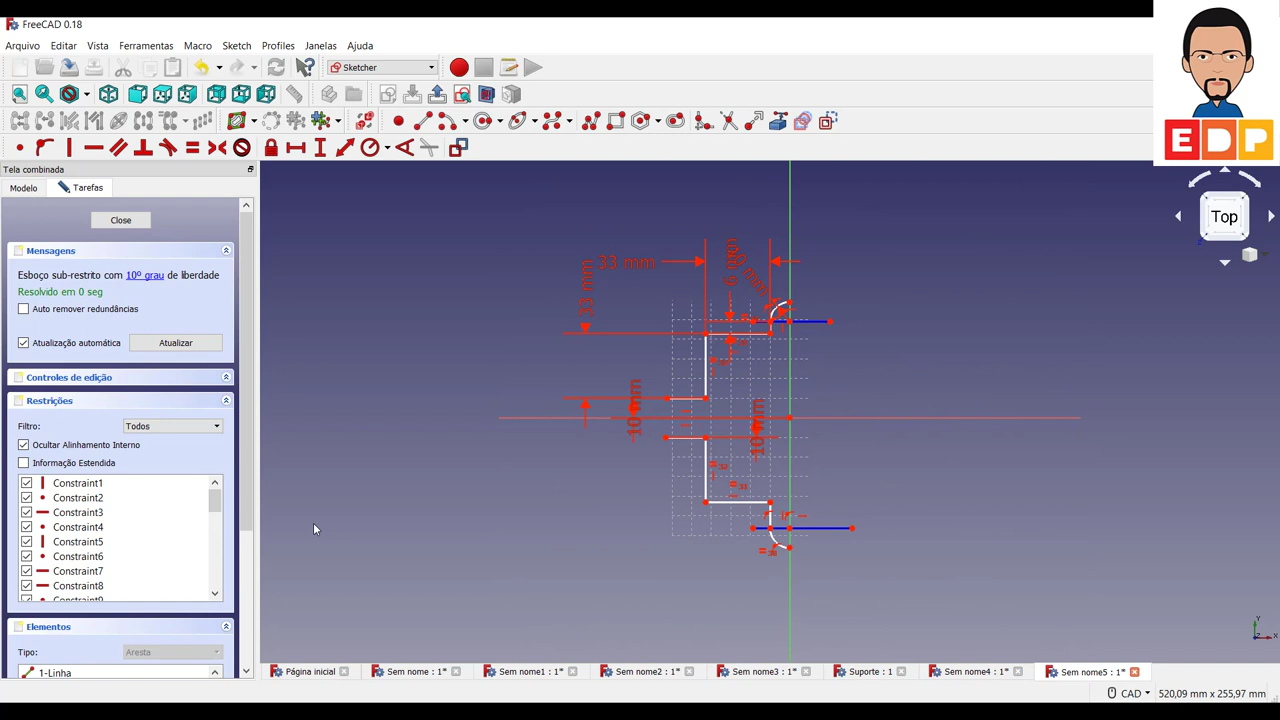 FreeCAD 0.18
Arquivo Editar Vista Ferramentas Macro Sketch Profiles Janelas Ajuda
Sketcher
EDP
Tela combinada
Modelo Tarefas
Close
Top
Mensagens
Esboço sub-restrito com 10º grau de liberdade
Resolvido em 0 seg
Auto remover redundâncias
Atualização automática Atualizar
Controles de edição
Restrições
Filtro: Todos
Ocultar Alinhamento Interno
Informação Estendida
Constraint1
Constraint2
Constraint3
Constraint4
Constraint5
Constraint6
Constraint7
Constraint8
Constraint9
Elementos
Tipo: Aresta
1-Linha
33 mm
33 mm
6 mm
10 mm
10 mm
Y
X
Página inicial Sem nome : 1* Sem nome1 : 1* Sem nome2 : 1* Sem nome3 : 1* Suporte : 1 Sem nome4 : 1* Sem nome5 : 1*
CAD 520,09 mm x 255,97 mm